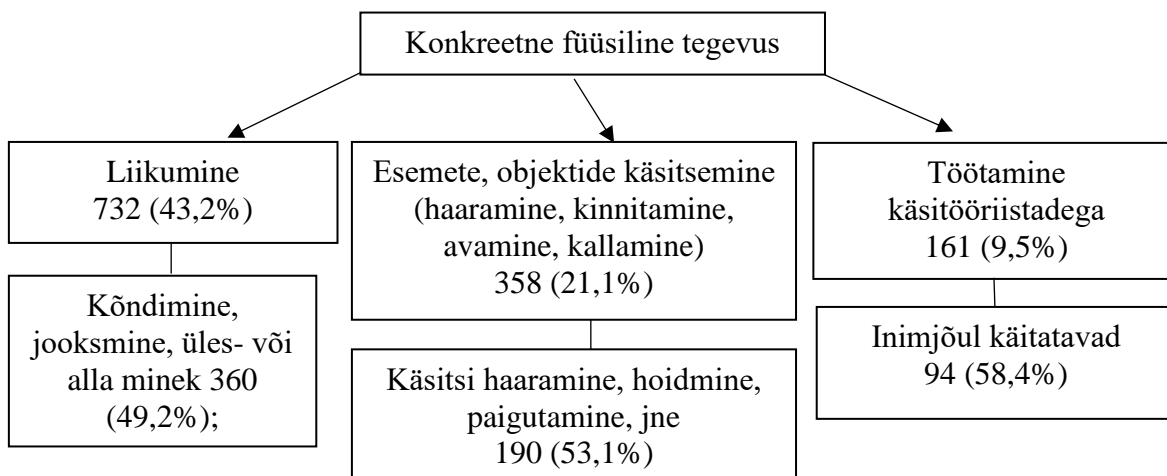 Konkreetne füüsiline tegevus
Liikumine
732 (43,2%)
Kõndimine,
jooksmine, üles- või
alla minek 360
(49,2%);
Esemete, objektide käsitsemine
(haaramine, kinnitamine,
avamine, kallamine)
358 (21,1%)
Käsitsi haaramine, hoidmine,
paigutamine, jne
190 (53,1%)
Töötamine
käsitööriistadega
161 (9,5%)
Inimjõul käitatavad
94 (58,4%)